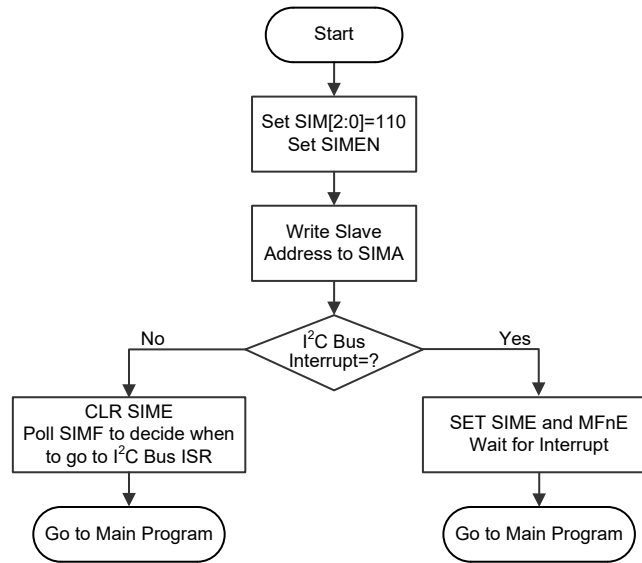 Start
Set SIM[2:0]=110
Set SIMEN
Write Slave
Address to SIMA
I²C Bus
Interrupt=?
No
Yes
CLR SIME
Poll SIMF to decide when
to go to I²C Bus ISR
SET SIME and MFnE
Wait for Interrupt
Go to Main Program
Go to Main Program